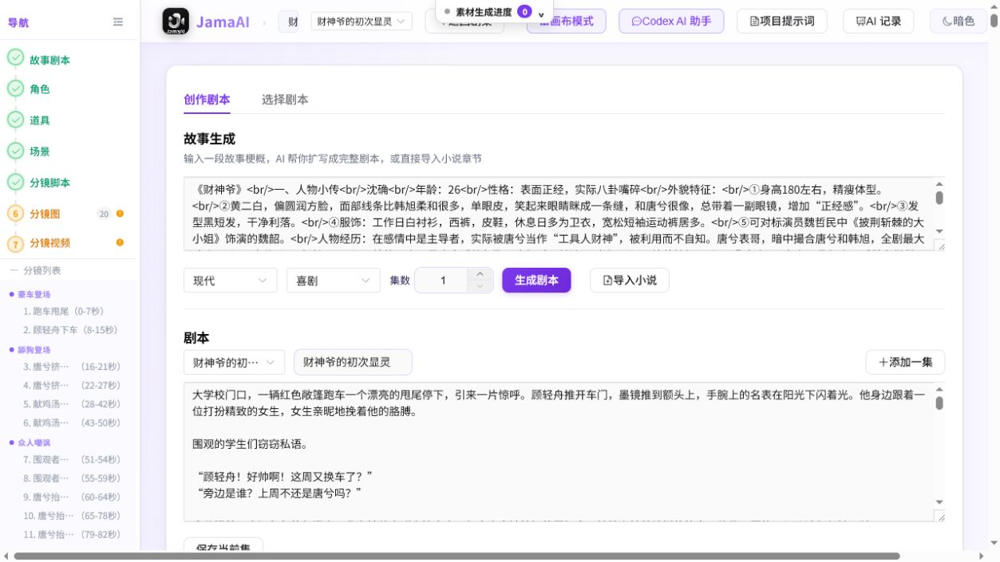 导航
故事剧本
角色
道具
场景
分镜脚本
6 分镜图 20
7 分镜视频
分镜列表
豪车登场
1. 跑车甩尾（0-7秒）
2. 顾轻舟下车（8-15秒）
舔狗登场
3. 唐兮挤… （16-21秒）
4. 唐兮挤… （22-27秒）
5. 献鸡汤… （28-42秒）
6. 献鸡汤… （43-50秒）
众人嘲讽
7. 围观者… （51-54秒）
8. 围观者… （55-59秒）
9. 唐兮抬… （60-64秒）
10. 唐兮抬… （65-78秒）
11. 唐兮抬… （79-82秒）
JamaAI
JamaAI
财
财神爷的初次显灵
素材生成进度 0
画布模式
Codex AI 助手
项目提示词
AI 记录
暗色
创作剧本
选择剧本
故事生成
输入一段故事梗概，AI 帮你扩写成完整剧本，或直接导入小说章节
《财神爷》<br/>一、人物小传<br/>沈确<br/>年龄：26<br/>性格：表面正经，实际八卦嘴碎<br/>外貌特征：<br/>①身高180左右，精瘦体型。
<br/>②黄二白，偏圆润方脸，面部线条比韩旭柔和很多，单眼皮，笑起来眼睛眯成一条缝，和唐兮很像，总带着一副眼镜，增加“正经感”。<br/>③发
型黑短发，干净利落。<br/>④服饰：工作日白衬衫，西裤，皮鞋，休息日多为卫衣，宽松短袖运动裤居多。<br/>⑤可对标演员魏哲民中《披荆斩棘的大
小姐》饰演的魏韶。<br/>人物经历：在感情中是主导者，实际被唐兮当作“工具人财神”，被利用而不自知。唐兮表哥，暗中撮合唐兮和韩旭，全剧最大
现代
喜剧
集数
1
生成剧本
导入小说
剧本
财神爷的初…
财神爷的初次显灵
添加一集
大学校门口，一辆红色敞篷跑车一个漂亮的甩尾停下，引来一片惊呼。顾轻舟推开车门，墨镜推到额头上，手腕上的名表在阳光下闪着光。他身边跟着一
位打扮精致的女生，女生亲昵地挽着他的胳膊。
围观的学生们窃窃私语。
“顾轻舟！好帅啊！这周又换车了？”
“旁边是谁？上周不还是唐兮吗？”
保存当前集